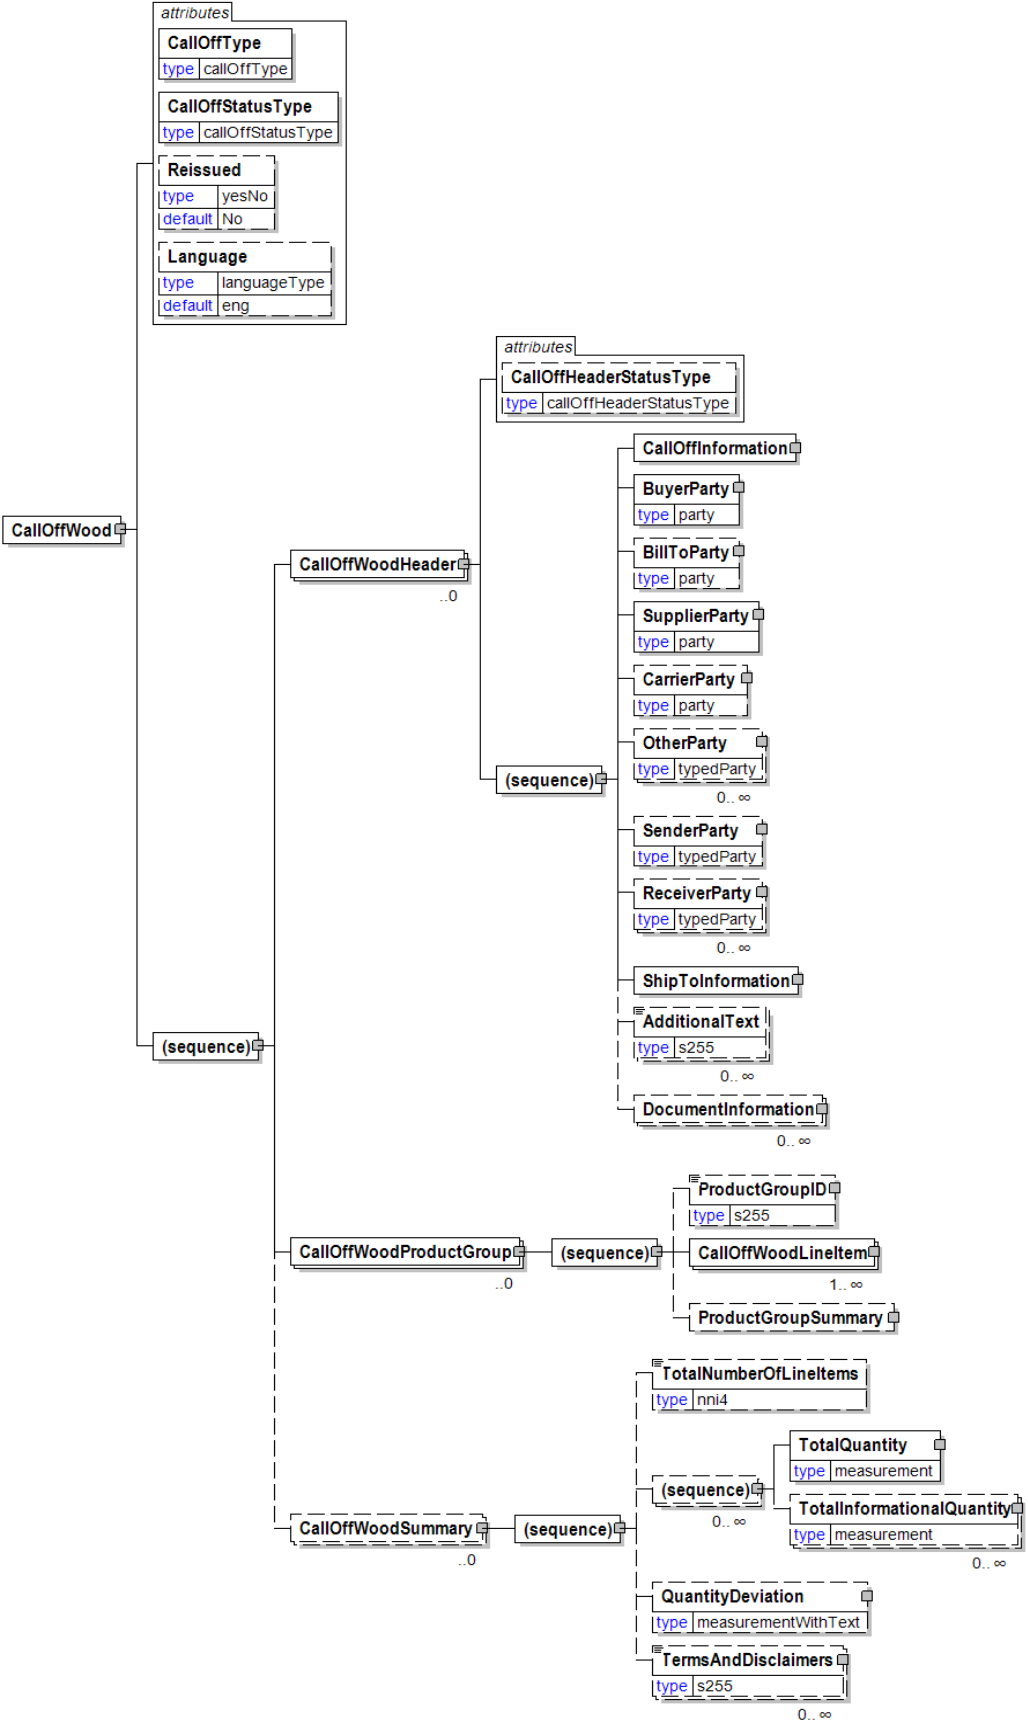 attributes
CallOffType
type callOffType
CallOffStatusType
type callOffStatusType
Reissued
type yesNo
default No
Language
type languageType
default eng
attributes
CallOffHeaderStatusType
type callOffHeaderStatusType
CallOffInformation
BuyerParty
type party
CallOffWood
BillToParty
type party
CallOffWoodHeader
..0
SupplierParty
type party
CarrierParty
type party
OtherParty
type typedParty
0.. ∞
(sequence)
SenderParty
type typedParty
ReceiverParty
type typedParty
0.. ∞
ShipToInformation
AdditionalText
type s255
0.. ∞
(sequence)
DocumentInformation
0.. ∞
ProductGroupID
type s255
CallOffWoodProductGroup
..0
(sequence)
CallOffWoodLineItem
1.. ∞
ProductGroupSummary
TotalNumberOfLineItems
type nni4
TotalQuantity
type measurement
(sequence)
0.. ∞
TotalInformationalQuantity
type measurement
0.. ∞
CallOffWoodSummary
..0
(sequence)
QuantityDeviation
type measurementWithText
TermsAndDisclaimers
type s255
0.. ∞